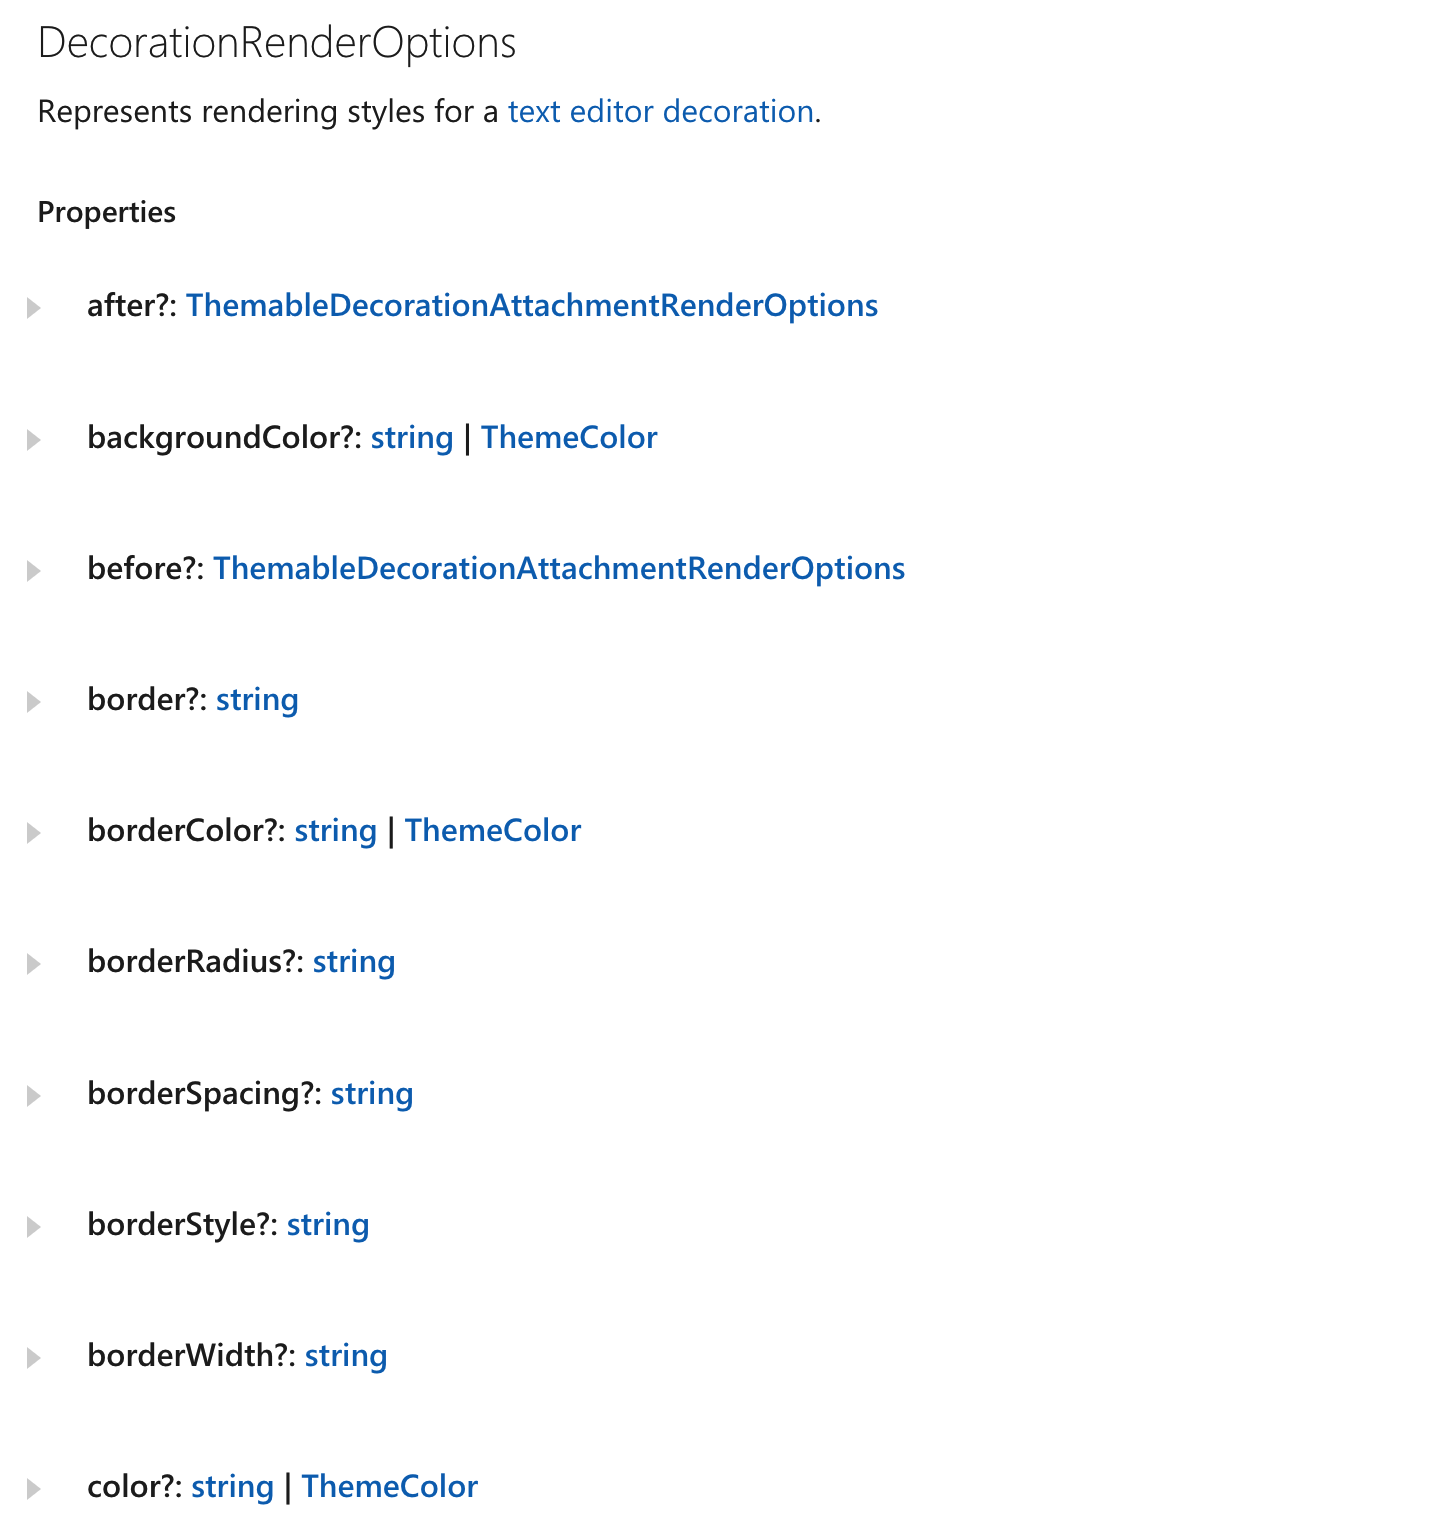 DecorationRenderOptions
Represents rendering styles for a text editor decoration.
Properties
after?: ThemableDecorationAttachmentRenderOptions
backgroundColor?: string | ThemeColor
before?: ThemableDecorationAttachmentRenderOptions
border?: string
borderColor?: string | ThemeColor
borderRadius?: string
borderSpacing?: string
borderStyle?: string
borderWidth?: string
color?: string | ThemeColor